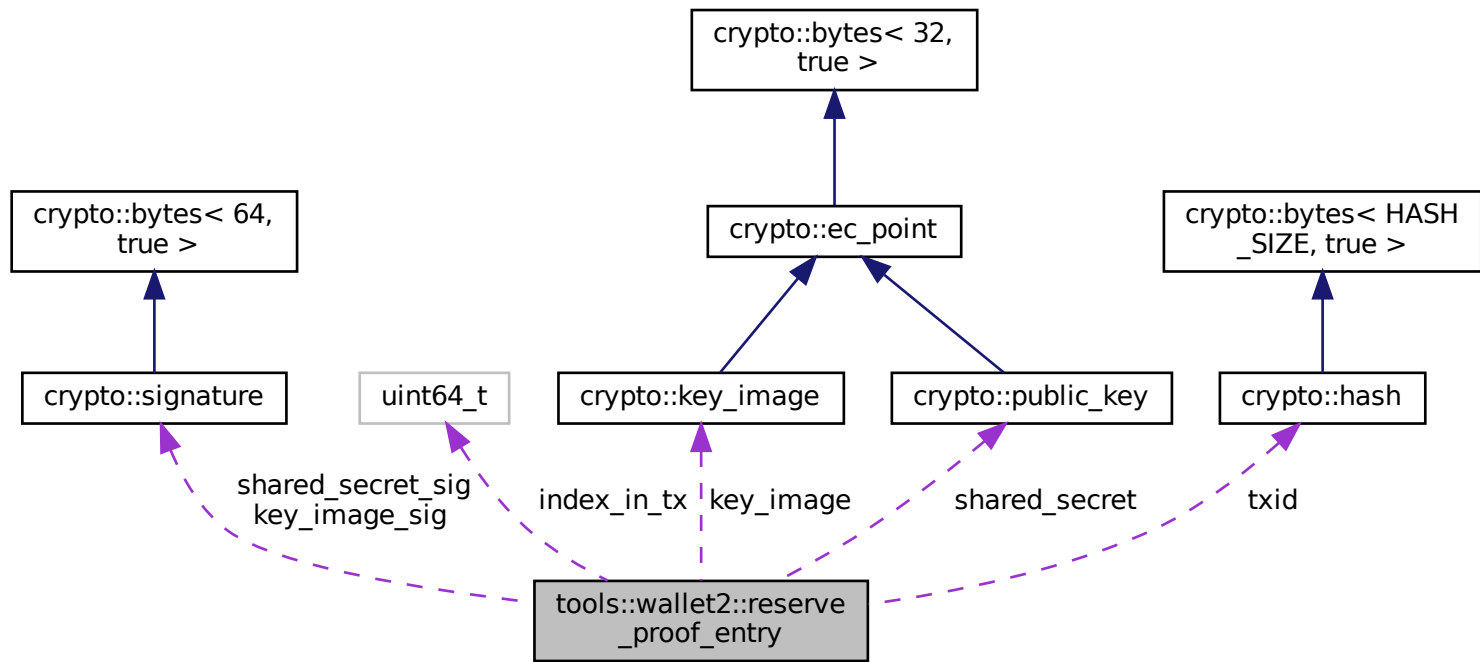 crypto::bytes< 32,
true >
crypto::bytes< 64,
true >
crypto::ec_point
crypto::bytes< HASH
_SIZE, true >
crypto::signature
uint64_t
crypto::key_image
crypto::public_key
crypto::hash
shared_secret_sig
key_image_sig
index_in_tx
key_image
shared_secret
txid
tools::wallet2::reserve
_proof_entry